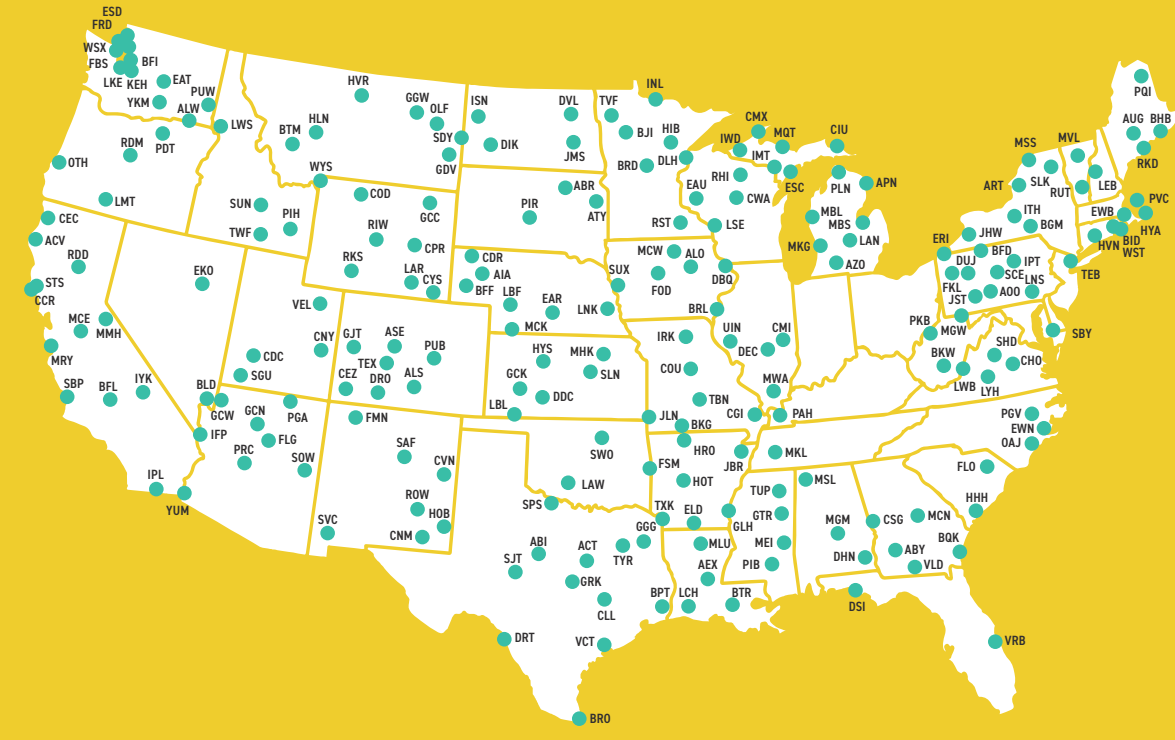 ESD
FRD
WSX
FBS
BFI
LKE
KEH
EAT
YKM
PUW
ALW
LWS
RDM
PDT
OTH
LMT
HVR
GGW
OLF
HLN
BTM
SDY
GDV
WYS
ISN
DIK
DVL
JMS
TVF
INL
BJI
HIB
BRD
DLH
CMX
IWD
MQT
IMT
ESC
CIU
RHI
EAU
CWA
PLN
APN
MBL
MBS
MKG
LAN
AZO
PQI
AUG
BHB
RKD
MVL
MSS
SLK
RUT
LEB
ART
PVC
HYA
EWB
BID
WST
HVN
ITH
BGM
JHW
ERI
TEB
CEC
ACV
RDD
STS
CCR
MCE
MMH
MRY
SBP
BFL
IYK
IPL
YUM
SUN
PIH
TWF
EKO
COD
GCC
RIW
CPR
RKS
LAR
CYS
VEL
CNY
CDC
SGU
BLD
GCW
IFP
GCN
PGA
FLG
PRC
SOW
GJT
ASE
PUB
TEX
CEZ
DRO
ALS
FMN
SAF
CVN
ROW
HOB
CNM
SVC
ABR
PIR
ATY
CDR
AIA
BFF
LBF
EAR
MCK
LNK
SUX
RST
LSE
MCW
ALO
FOD
DBQ
BRL
HYS
MHK
SLN
GCK
DDC
LBL
IRK
COU
TBN
JLN
BKG
UIN
CMI
DEC
MWA
CGI
PAH
SWO
LAW
SPS
HRO
JBR
FSM
HOT
TXK
ELD
MKL
MSL
TUP
GTR
GLH
MEI
PIB
MLU
AEX
LCH
BTR
BPT
GGG
TYR
ABI
ACT
SJT
GRK
CLL
DRT
VCT
BRO
MGM
DHN
CSG
MCN
ABY
VLD
BQK
DSI
VRB
HHH
FLO
PGV
EWN
OAJ
PKB
MGW
BKW
LWB
SHD
CHO
LYH
SBY
DUJ
BFD
IPT
FKL
SCE
LNS
JST
AOO